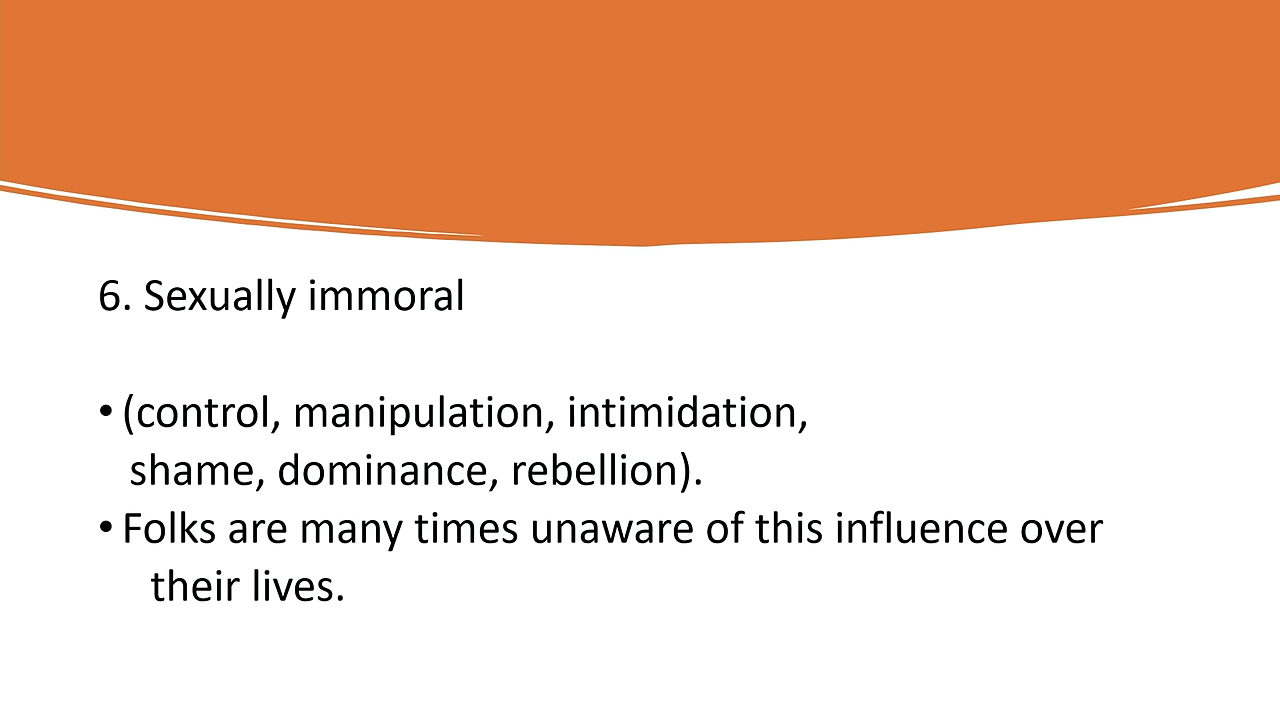 6. Sexually immoral
• (control, manipulation, intimidation,
shame, dominance, rebellion).
• Folks are many times unaware of this influence over
their lives.